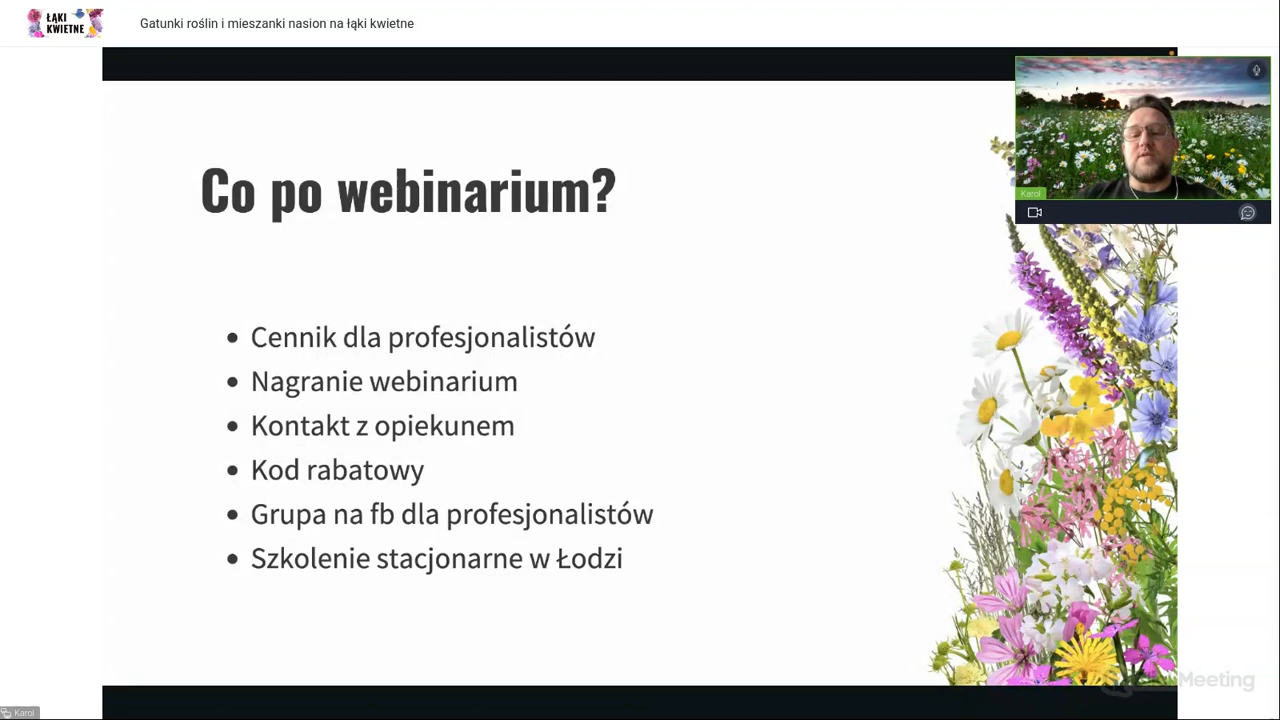 ŁĄKI
KWIETNE
Gatunki roślin i mieszanki nasion na łąki kwietne
Karol
Co po webinarium?
• Cennik dla profesjonalistów
• Nagranie webinarium
• Kontakt z opiekunem
• Kod rabatowy
• Grupa na fb dla profesjonalistów
• Szkolenie stacjonarne w Łodzi
Meeting
Karol